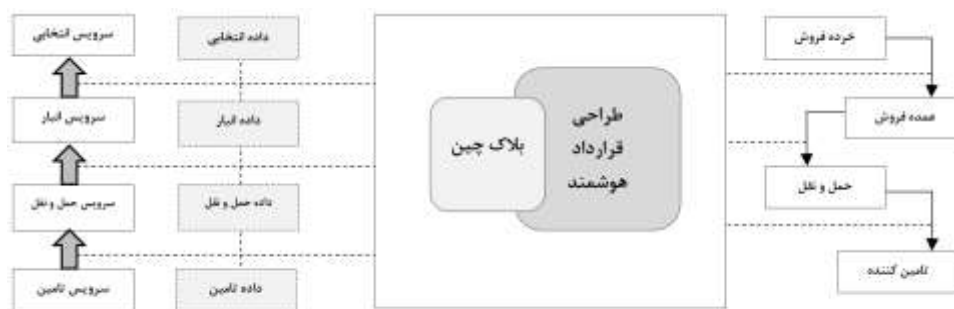 خرده فروش
عمده فروش
حمل و نقل
تامین کننده
طراحی
قرارداد
هوشمند
بلاک چین
داده انتخابی
داده انبار
داده حمل و نقل
داده تامین
سرویس انتخابی
سرویس انبار
سرویس حمل و نقل
سرویس تامین